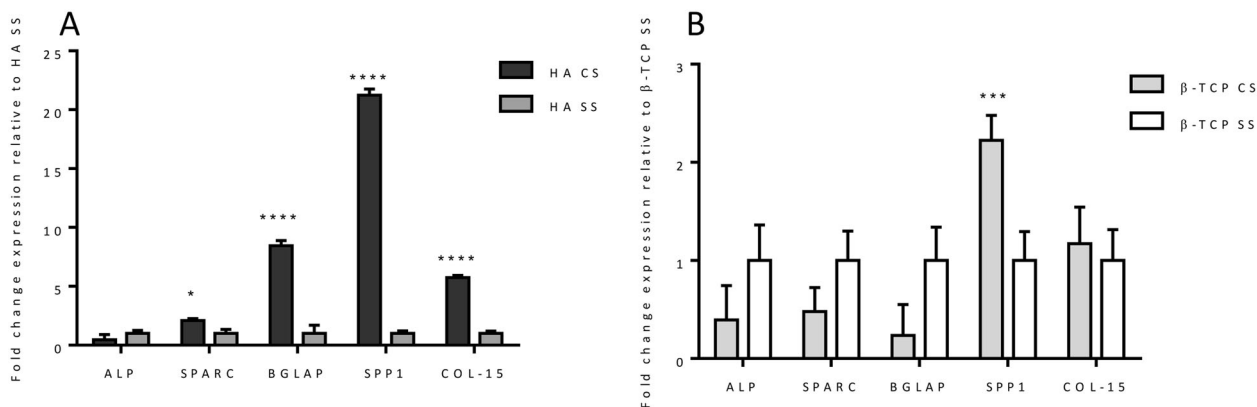 A
Fold change expression relative to HA SS
25
20
15
10
5
0
****
****
****
*
HA CS
HA SS
ALP SPARC BGLAP SPP1 COL-15
B
Fold change expression relative to β-TCP SS
3
2
1
0
***
β-TCP CS
β-TCP SS
ALP SPARC BGLAP SPP1 COL-15